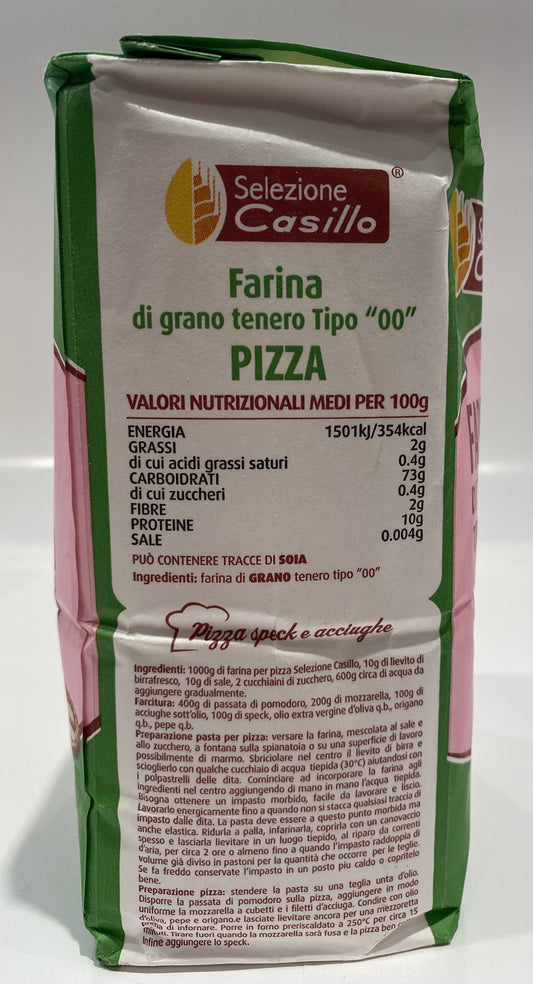 Selezione
Casillo®
Farina
di grano tenero Tipo “00”
PIZZA
VALORI NUTRIZIONALI MEDI PER 100g
ENERGIA 1501kJ/354kcal
GRASSI 2g
di cui acidi grassi saturi 0.4g
CARBOIDRATI 73g
di cui zuccheri 0.4g
FIBRE 2g
PROTEINE 10g
SALE 0.004g
PUÒ CONTENERE TRACCE DI SOIA
Ingredienti: farina di GRANO tenero tipo “00”
Pizza speck e acciughe
Ingredienti: 1000g di farina per pizza Selezione Casillo, 10g di lievito di
birrafresco, 10g di sale, 2 cucchiaini di zucchero, 600g circa di acqua da
aggiungere gradualmente.
Farcitura: 400g di passata di pomodoro, 200g di mozzarella, 100g di
acciughe sott’olio, 100g di speck, olio extra vergine d’oliva q.b., origano
q.b., pepe q.b.
Preparazione pasta per pizza: versare la farina, mescolata al sale e
allo zucchero, a fontana sulla spianatoia o su una superficie di lavoro
possibilmente di marmo. Sbriciolare nel centro il lievito di birra e
scioglierlo con qualche cucchiaio di acqua tiepida (30°C) aiutandosi con
i polpastrelli delle dita. Cominciare ad incorporare la farina agli
ingredienti nel centro aggiungendo di mano in mano l’acqua tiepida.
Bisogna ottenere un impasto morbido, facile da lavorare e liscio.
Lavorarlo energicamente fino a quando non si stacca qualsiasi traccia di
impasto dalle dita. La pasta deve essere a questo punto morbida ma
anche elastica. Ridurla a palla, infarinarla, coprirla con un canovaccio
spesso e lasciarla lievitare in un luogo tiepido, al riparo da correnti
d’aria, per circa 2 ore o almeno fino a quando l’impasto raddoppia di
volume già diviso in pastoni per la quantità che occorre per le teglie.
Se fa freddo conservate l’impasto in un posto piu caldo o copritelo
bene.
Preparazione pizza: stendere la pasta su una teglia unta d’olio.
Disporre la passata di pomodoro sulla pizza, aggiungere in modo
uniforme la mozzarella a cubetti e i filetti d’acciuga. Condire con olio
d’oliva, pepe e origano.e lasciate lievitare ancora per una mezzoretta
prima di infornare. Porre in forno preriscaldato a 250°C per circa 15
minuti. Tirare fuori quando la mozzarella sarà fusa e la pizza ben
Infine aggiungere lo speck.